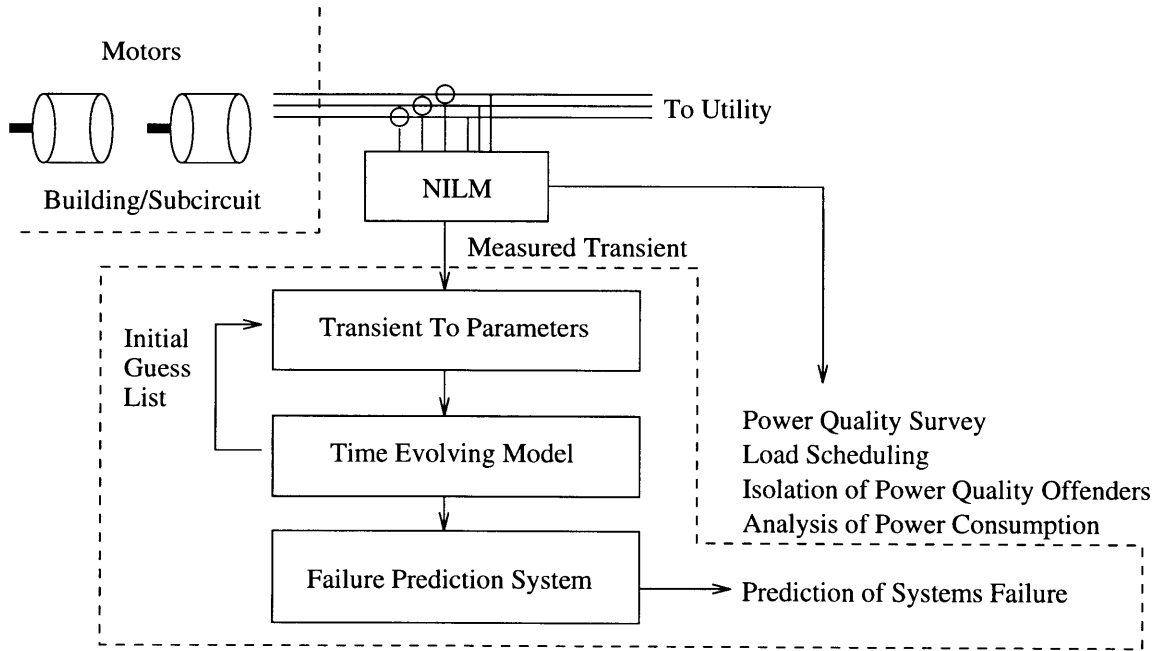 Motors
To Utility
Building/Subcircuit
NILM
Measured Transient
Transient To Parameters
Initial
Guess
List
Time Evolving Model
Power Quality Survey
Load Scheduling
Isolation of Power Quality Offenders
Analysis of Power Consumption
Failure Prediction System
Prediction of Systems Failure